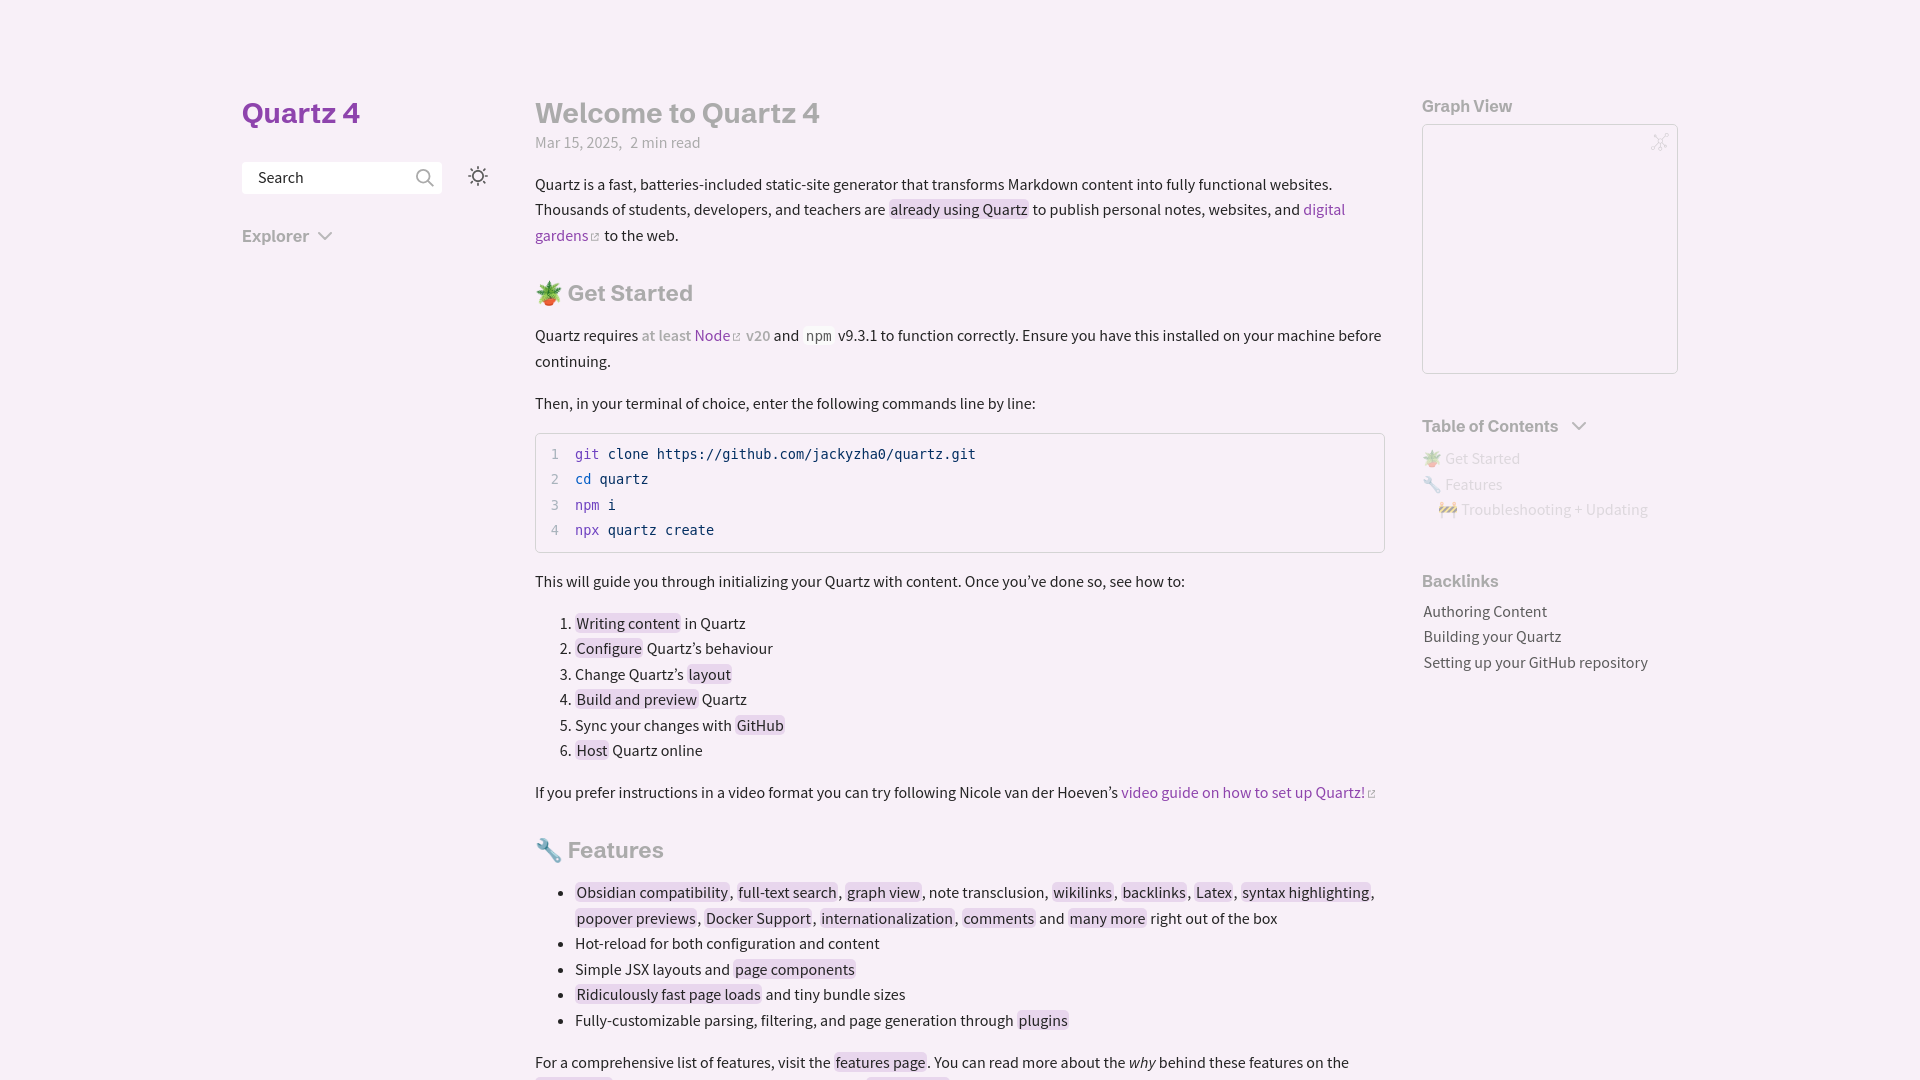 Quartz 4
Search
Explorer
Welcome to Quartz 4
Mar 15, 2025, 2 min read
Quartz is a fast, batteries-included static-site generator that transforms Markdown content into fully functional websites.
Thousands of students, developers, and teachers are already using Quartz to publish personal notes, websites, and digital
gardens to the web.
🪴 Get Started
Quartz requires at least Node v20 and npm v9.3.1 to function correctly. Ensure you have this installed on your machine before
continuing.
Then, in your terminal of choice, enter the following commands line by line:
1 git clone https://github.com/jackyzha0/quartz.git
2 cd quartz
3 npm i
4 npx quartz create
This will guide you through initializing your Quartz with content. Once you’ve done so, see how to:
1. Writing content in Quartz
2. Configure Quartz’s behaviour
3. Change Quartz’s layout
4. Build and preview Quartz
5. Sync your changes with GitHub
6. Host Quartz online
If you prefer instructions in a video format you can try following Nicole van der Hoeven’s video guide on how to set up Quartz!
🔧 Features
• Obsidian compatibility, full-text search, graph view, note transclusion, wikilinks, backlinks, Latex, syntax highlighting,
popover previews, Docker Support, internationalization, comments and many more right out of the box
• Hot-reload for both configuration and content
• Simple JSX layouts and page components
• Ridiculously fast page loads and tiny bundle sizes
• Fully-customizable parsing, filtering, and page generation through plugins
For a comprehensive list of features, visit the features page. You can read more about the why behind these features on the
Graph View
Table of Contents
🪴 Get Started
🔧 Features
🚧 Troubleshooting + Updating
Backlinks
Authoring Content
Building your Quartz
Setting up your GitHub repository